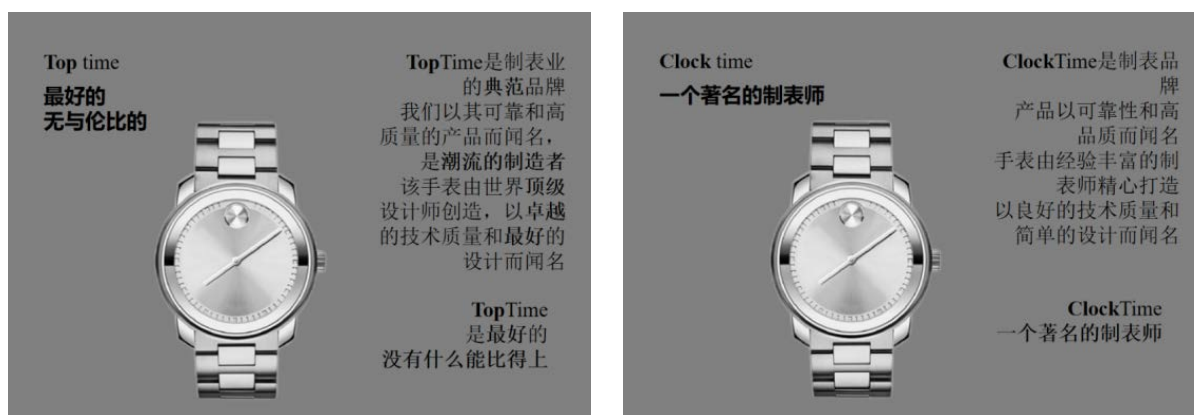 Top time
最好的
无与伦比的
TopTime是制表业
的典范品牌
我们以其可靠和高
质量的产品而闻名，
是潮流的制造者
该手表由世界顶级
设计师创造，以卓越
的技术质量和最好的
设计而闻名
TopTime
是最好的
没有什么能比得上
Clock time
一个著名的制表师
ClockTime是制表品
牌
产品以可靠性和高
品质而闻名
手表由经验丰富的制
表师精心打造
以良好的技术质量和
简单的设计而闻名
ClockTime
一个著名的制表师